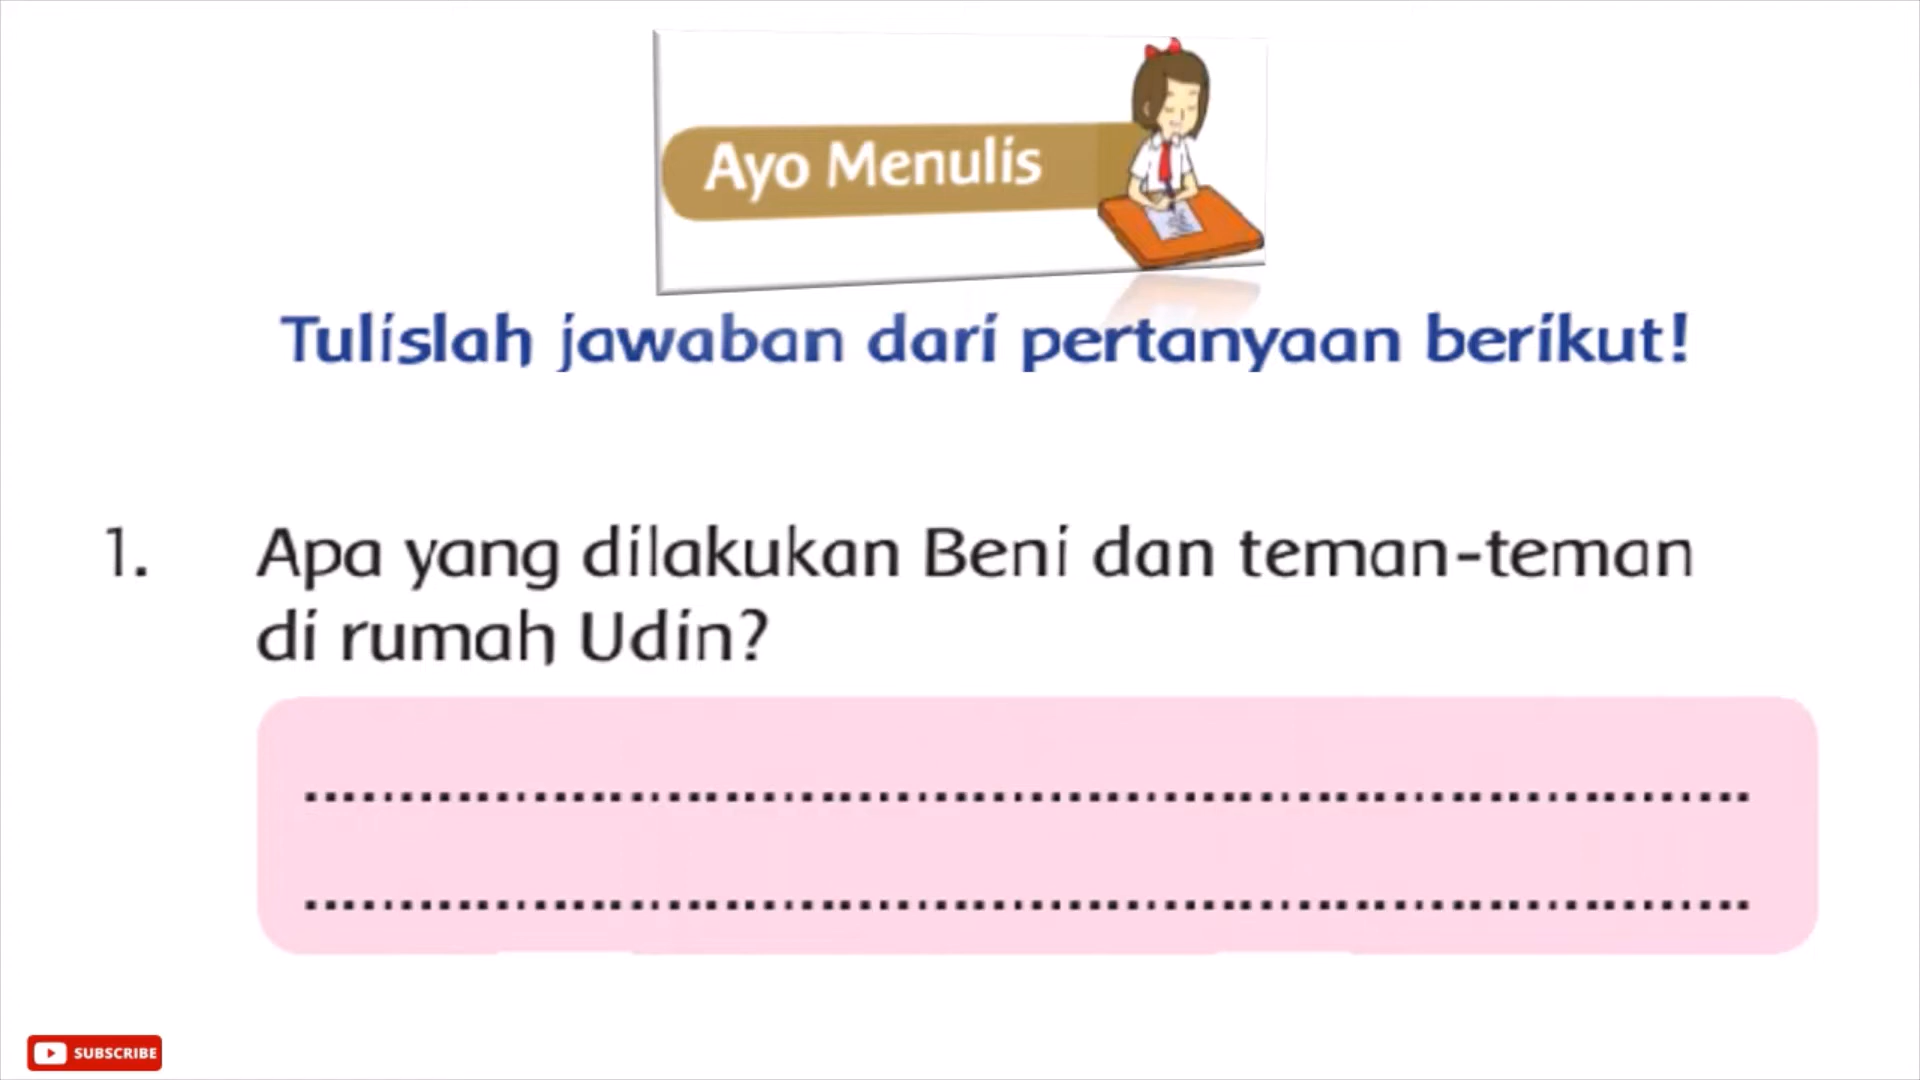 Ayo Menulis
Tulislah jawaban dari pertanyaan berikut!
1. Apa yang dilakukan Beni dan teman-teman
di rumah Udin?
SUBSCRIBE